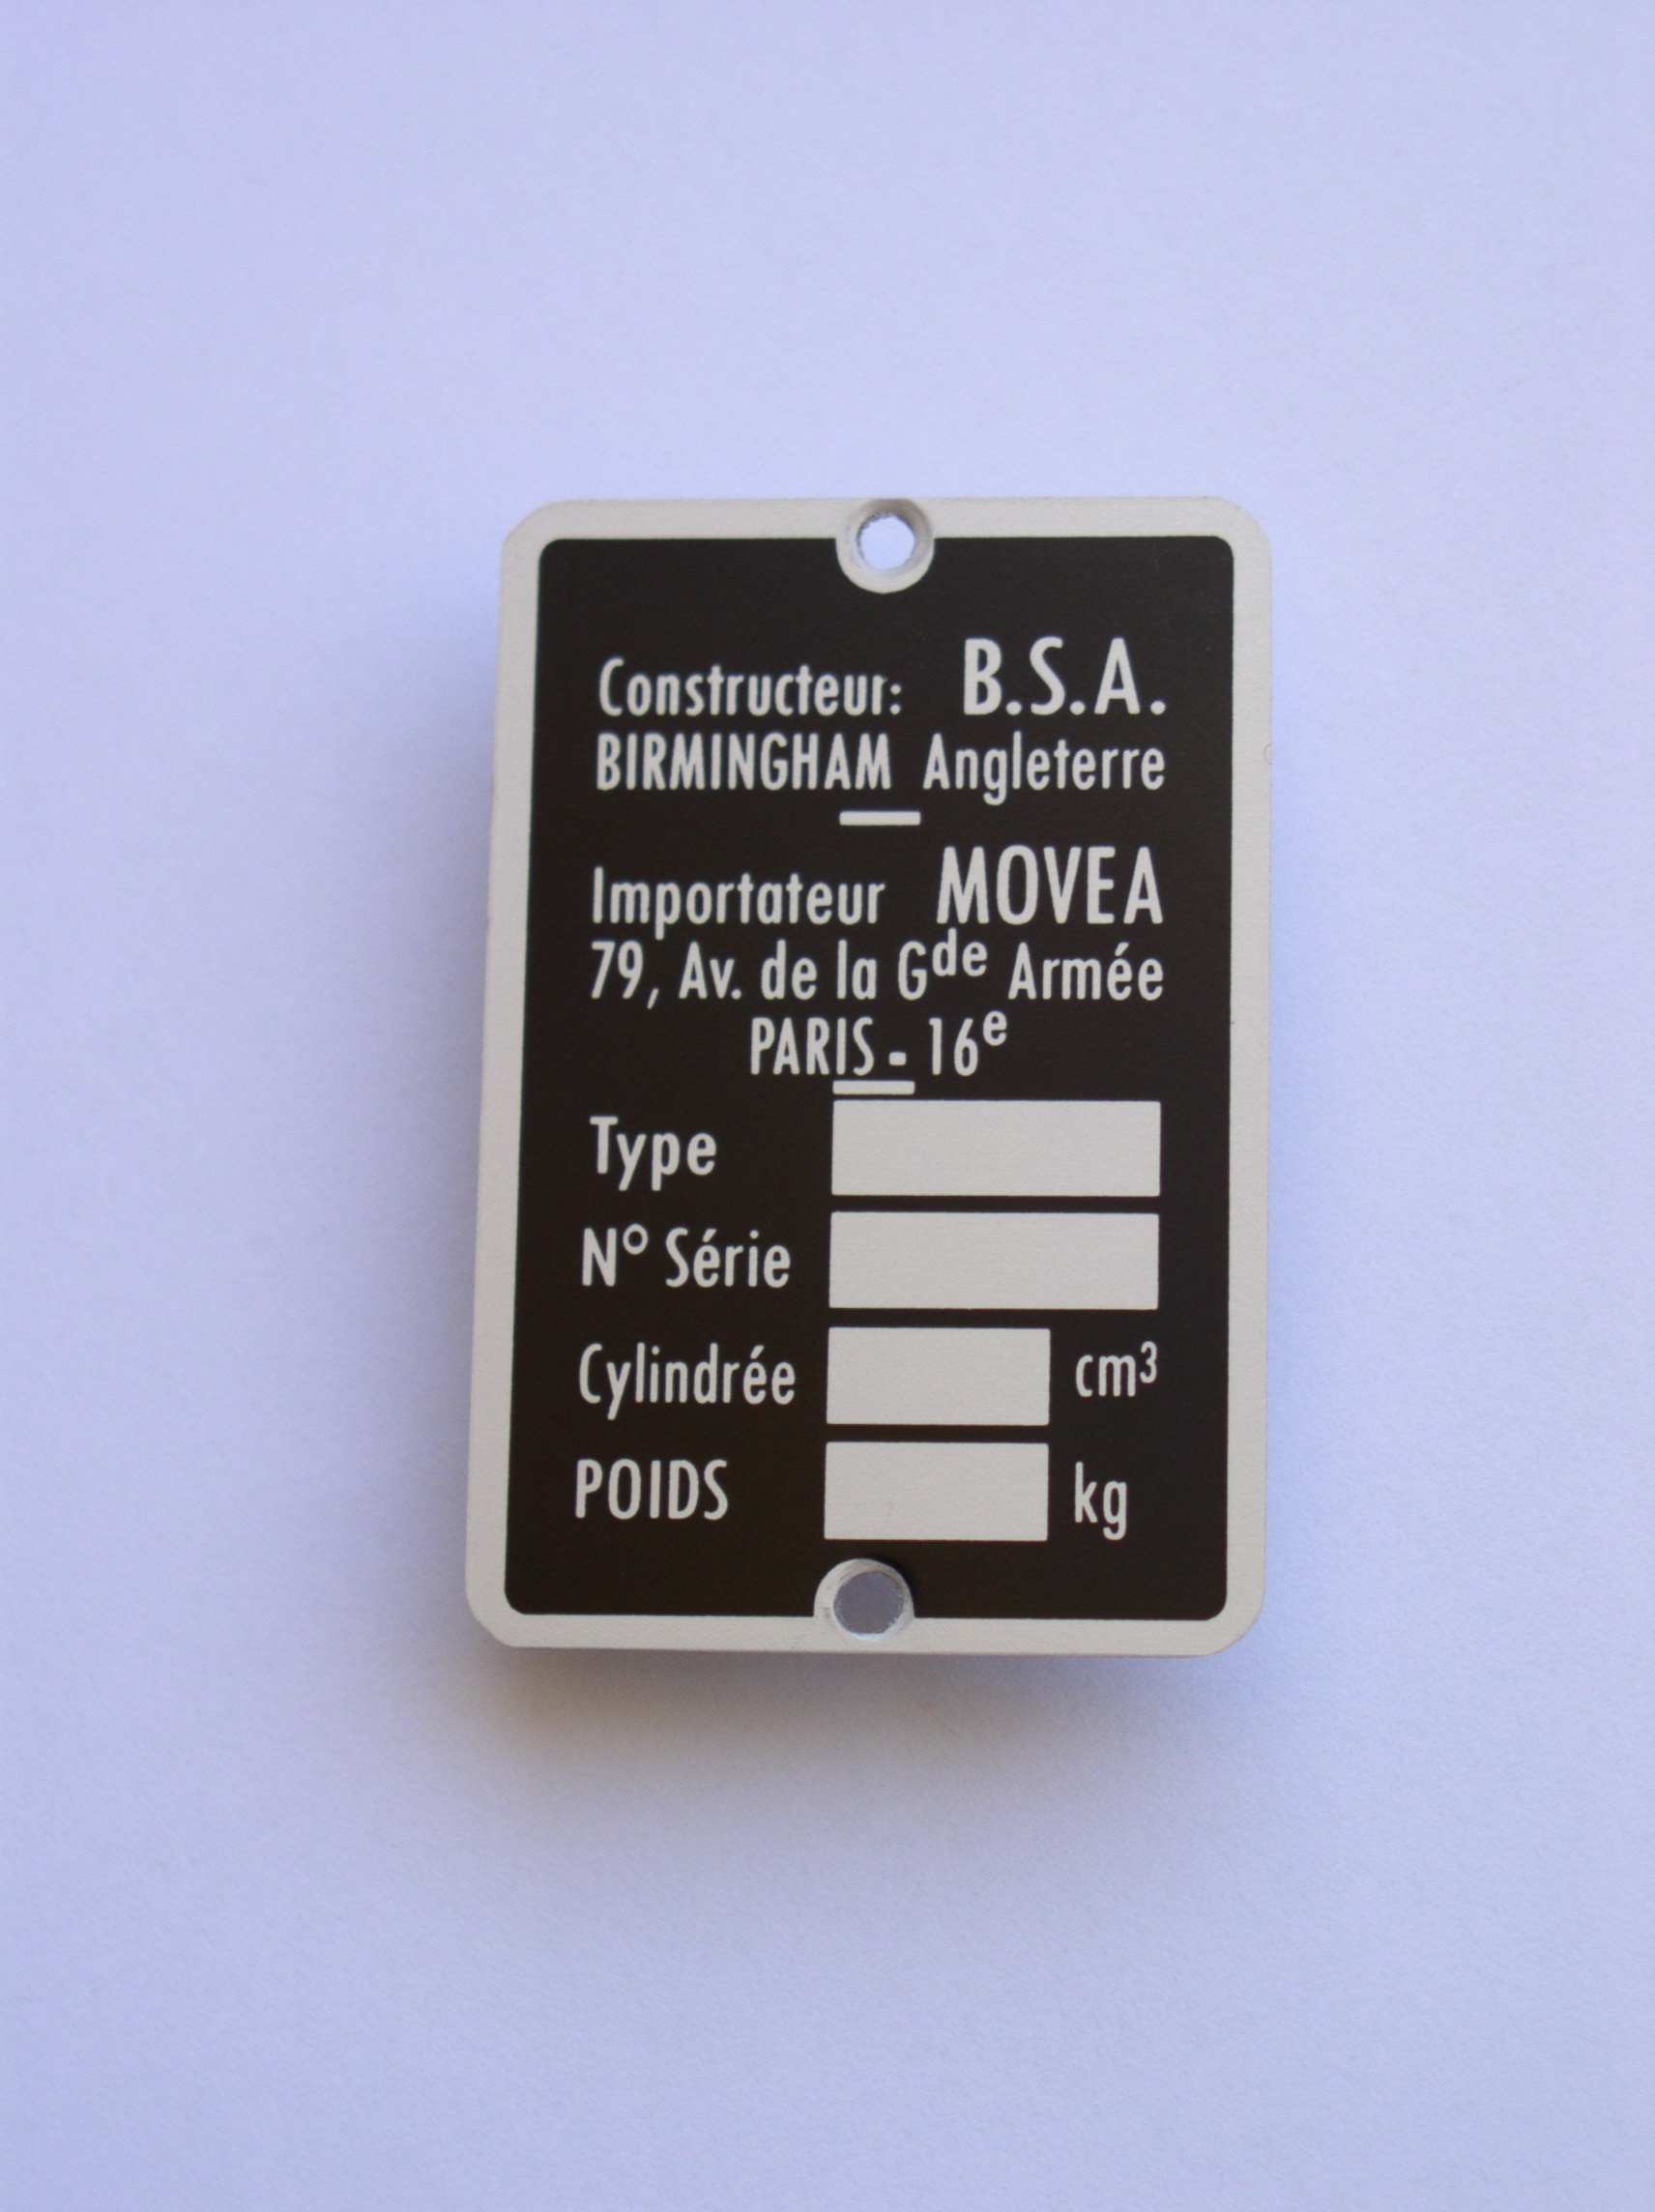 Constructeur: B.S.A.
BIRMINGHAM Angleterre
Importateur MOVEA
79, Av. de la Gde Armée
PARIS - 16e
Type
N° Série
Cylindrée cm³
POIDS kg